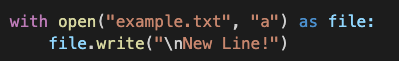 with open("example.txt", "a") as file:
    file.write("\nNew Line!")